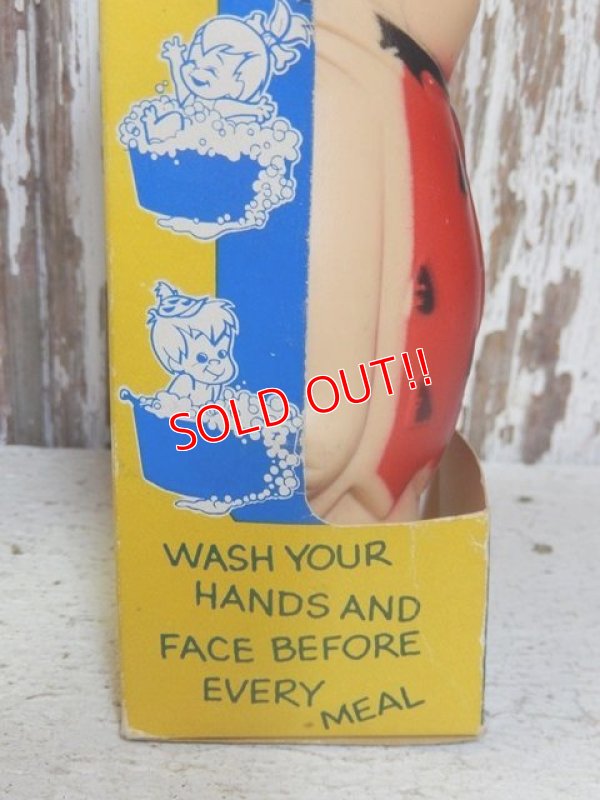 SOLD OUT!!
WASH YOUR
HANDS AND
FACE BEFORE
EVERY
MEAL